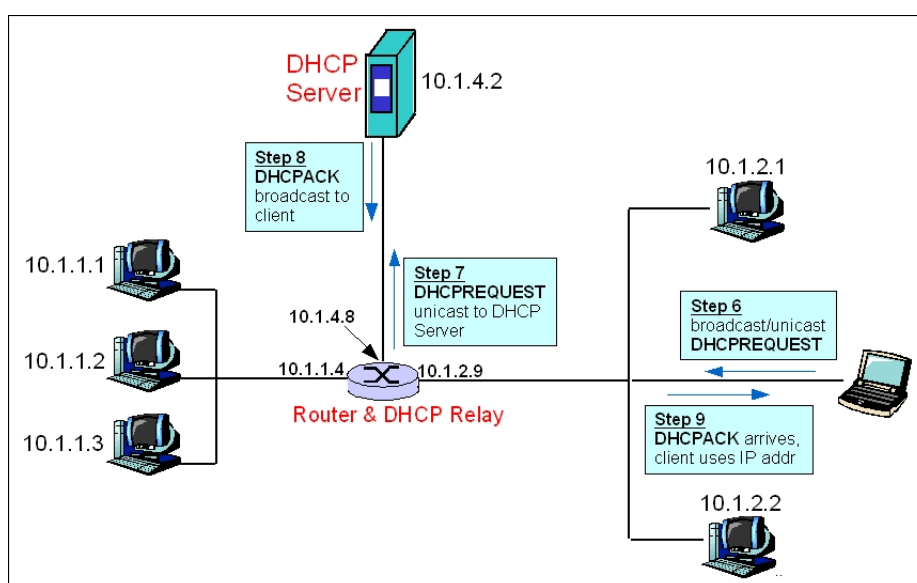 DHCP
Server
10.1.4.2
Step 8
DHCPACK
broadcast to
client
10.1.2.1
10.1.1.1
Step 7
DHCPREQUEST
unicast to DHCP
Server
Step 6
broadcast/unicast
DHCPREQUEST
10.1.4.8
10.1.1.2
10.1.1.4
10.1.2.9
Router & DHCP Relay
10.1.1.3
Step 9
DHCPACK arrives,
client uses IP addr
10.1.2.2